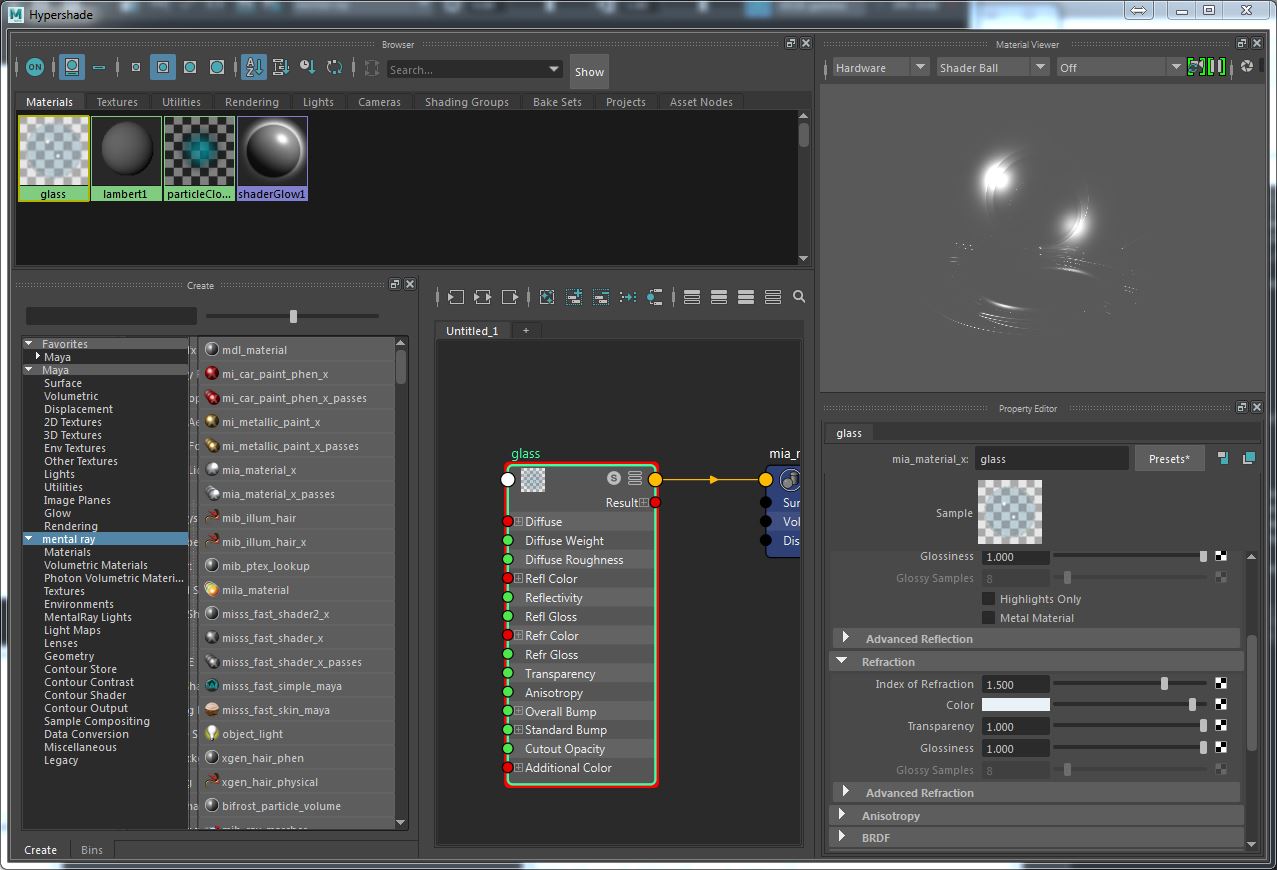 Hypershade
Browser
ON
Search...
Show
Materials Textures Utilities Rendering Lights Cameras Shading Groups Bake Sets Projects Asset Nodes
glass lambert1 particleClo... shaderGlow1
Material Viewer
Hardware Shader Ball Off
Create
Favorites
Maya
Maya
Surface
Volumetric
Displacement
2D Textures
3D Textures
Env Textures
Other Textures
Lights
Utilities
Image Planes
Glow
Rendering
mental ray
Materials
Volumetric Materials
Photon Volumetric Materi...
Textures
Environments
MentalRay Lights
Light Maps
Lenses
Geometry
Contour Store
Contour Contrast
Contour Shader
Contour Output
Sample Compositing
Data Conversion
Miscellaneous
Legacy
mdl_material
mi_car_paint_phen_x
mi_car_paint_phen_x_passes
mi_metallic_paint_x
mi_metallic_paint_x_passes
mia_material_x
mia_material_x_passes
mib_illum_hair
mib_illum_hair_x
mib_ptex_lookup
mila_material
misss_fast_shader2_x
misss_fast_shader_x
misss_fast_shader_x_passes
misss_fast_simple_maya
misss_fast_skin_maya
object_light
xgen_hair_phen
xgen_hair_physical
bifrost_particle_volume
Create Bins
Untitled_1 +
glass
S
Result
Diffuse
Diffuse Weight
Diffuse Roughness
Refl Color
Reflectivity
Refl Gloss
Refr Color
Refr Gloss
Transparency
Anisotropy
Overall Bump
Standard Bump
Cutout Opacity
Additional Color
mia_r
Sur
Vol
Dis
Property Editor
glass
mia_material_x: glass Presets*
Sample
Glossiness 1.000
Glossy Samples 8
Highlights Only
Metal Material
Advanced Reflection
Refraction
Index of Refraction 1.500
Color
Transparency 1.000
Glossiness 1.000
Glossy Samples 8
Advanced Refraction
Anisotropy
BRDF